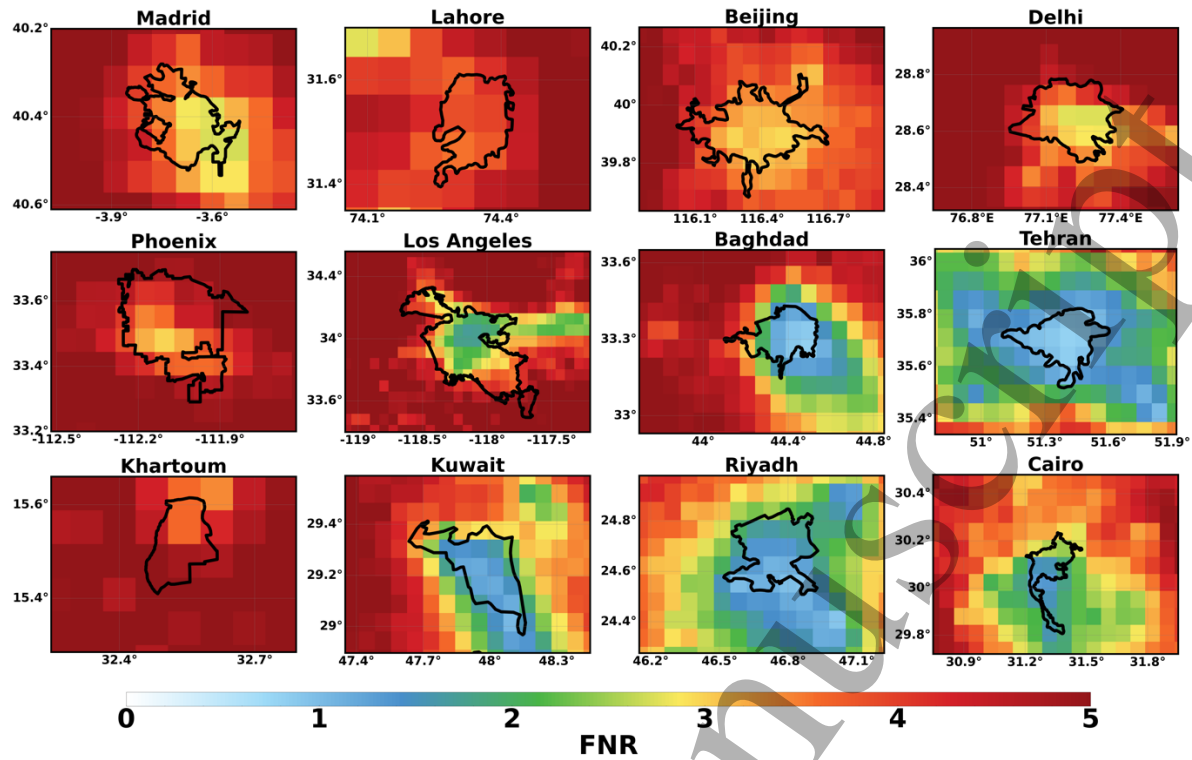 Madrid Lahore Beijing Delhi
40.2° 40.4° 40.6° -3.9° -3.6°
31.6° 31.4° 74.1° 74.4°
40.2° 40° 39.8° 116.1° 116.4° 116.7°
28.8° 28.6° 28.4° 76.8°E 77.1°E 77.4°E
Phoenix Los Angeles Baghdad Tehran
33.6° 33.4° 33.2° -112.5° -112.2° -111.9°
34.4° 34° 33.6° -119° -118.5° -118° -117.5°
33.6° 33.3° 33° 44° 44.4° 44.8°
36° 35.7° 35.4° 51° 51.3° 51.6° 51.9°
Khartoum Kuwait Riyadh Cairo
15.6° 15.4° 32.4° 32.7°
29.4° 29.2° 29° 47.4° 47.7° 48° 48.3°
24.8° 24.6° 24.4° 46.2° 46.5° 46.8° 47.1°
30.4° 30.2° 30° 29.8° 30.9° 31.2° 31.5° 31.8°
0 1 2 3 4 5
FNR
nuscript